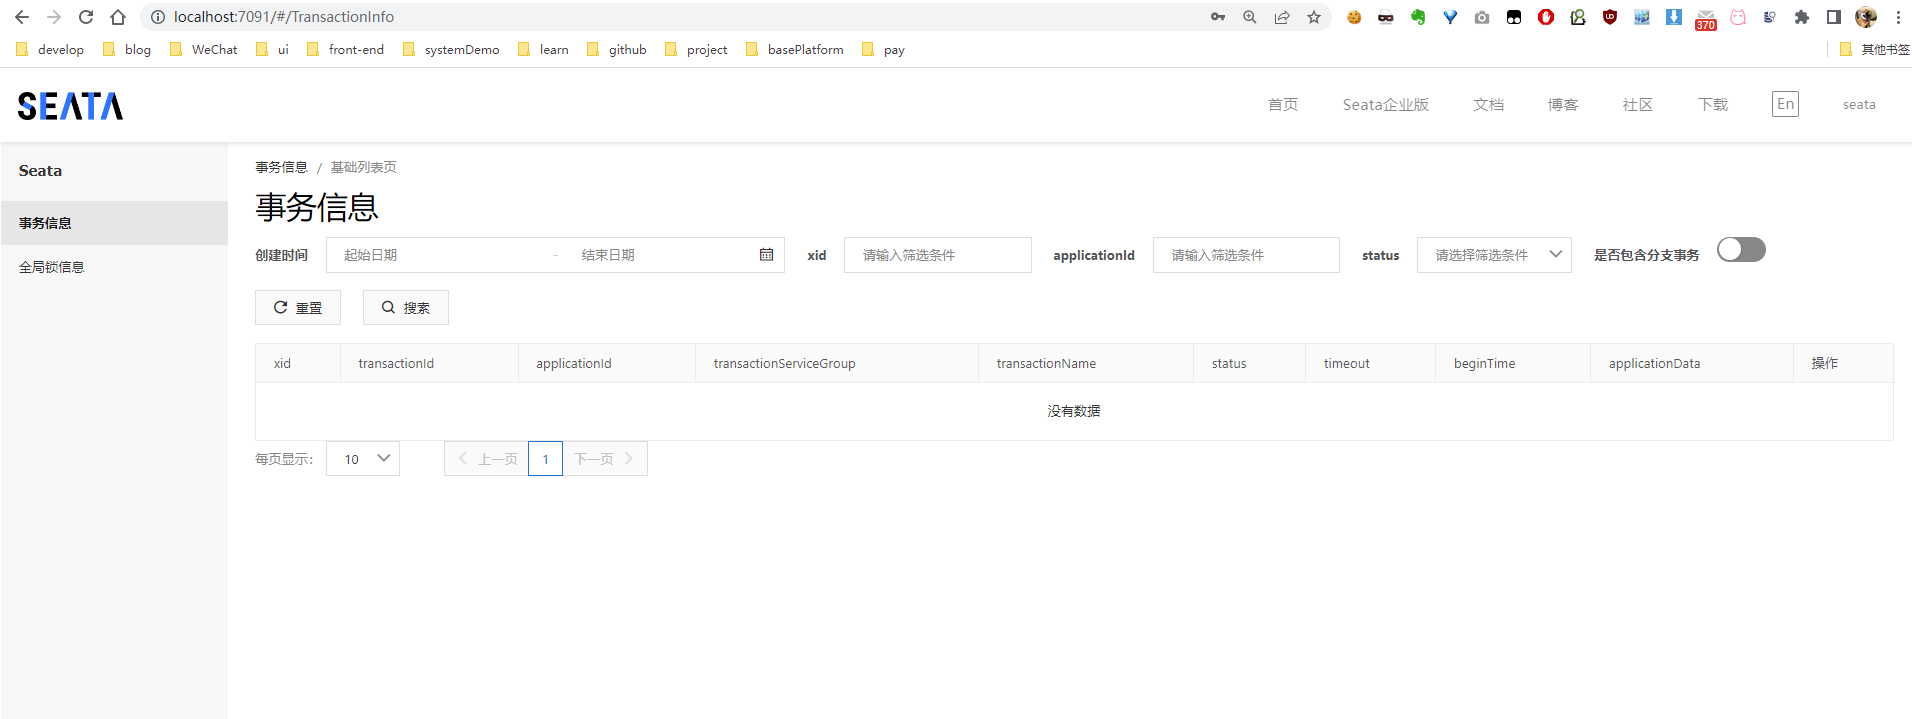 localhost:7091/#/TransactionInfo
370
develop blog WeChat ui front-end systemDemo learn github project basePlatform pay 其他书签
SEATA 首页 Seata企业版 文档 博客 社区 下载 En seata
Seata
事务信息
全局锁信息
事务信息 / 基础列表页
事务信息
创建时间 起始日期 - 结束日期 xid 请输入筛选条件 applicationId 请输入筛选条件 status 请选择筛选条件 是否包含分支事务
重置 搜索
xid transactionId applicationId transactionServiceGroup transactionName status timeout beginTime applicationData 操作
没有数据
每页显示: 10 上一页 1 下一页